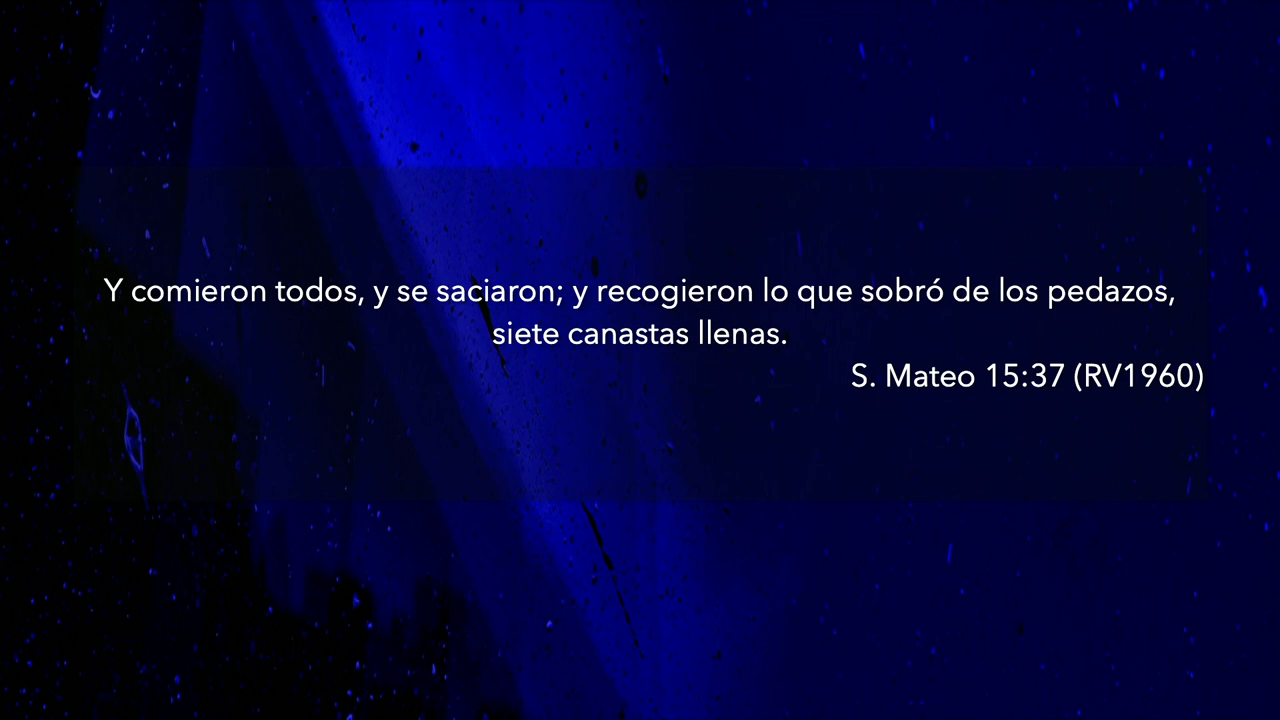 Y comieron todos, y se saciaron; y recogieron lo que sobró de los pedazos,
siete canastas llenas.
S. Mateo 15:37 (RV1960)